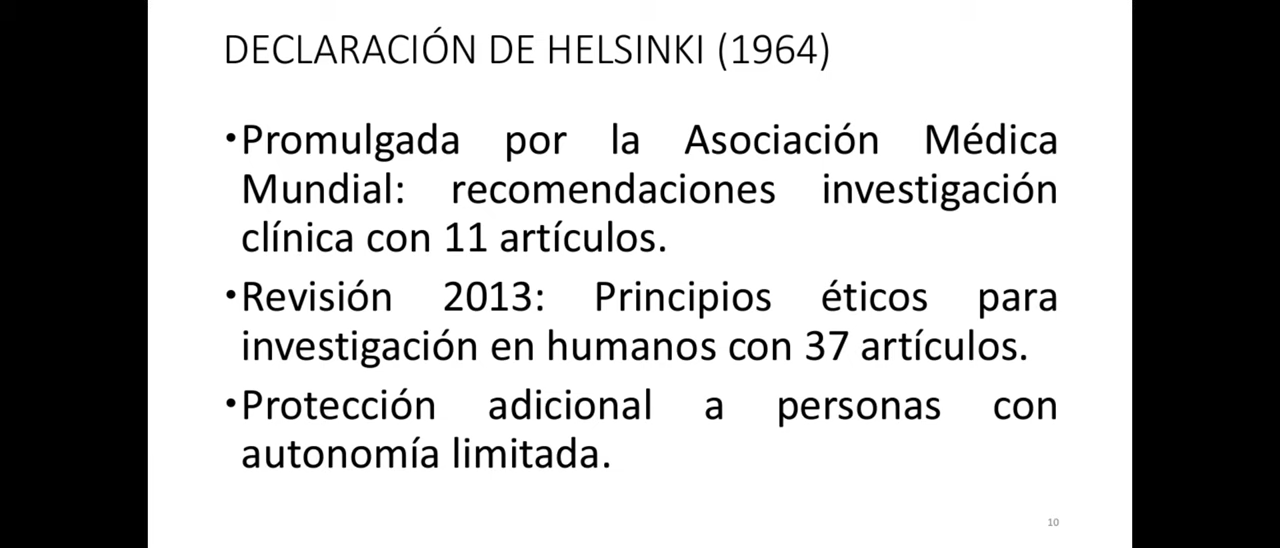 DECLARACIÓN DE HELSINKI (1964)
•Promulgada por la Asociación Médica
Mundial: recomendaciones investigación
clínica con 11 artículos.
•Revisión 2013: Principios éticos para
investigación en humanos con 37 artículos.
•Protección adicional a personas con
autonomía limitada.
10